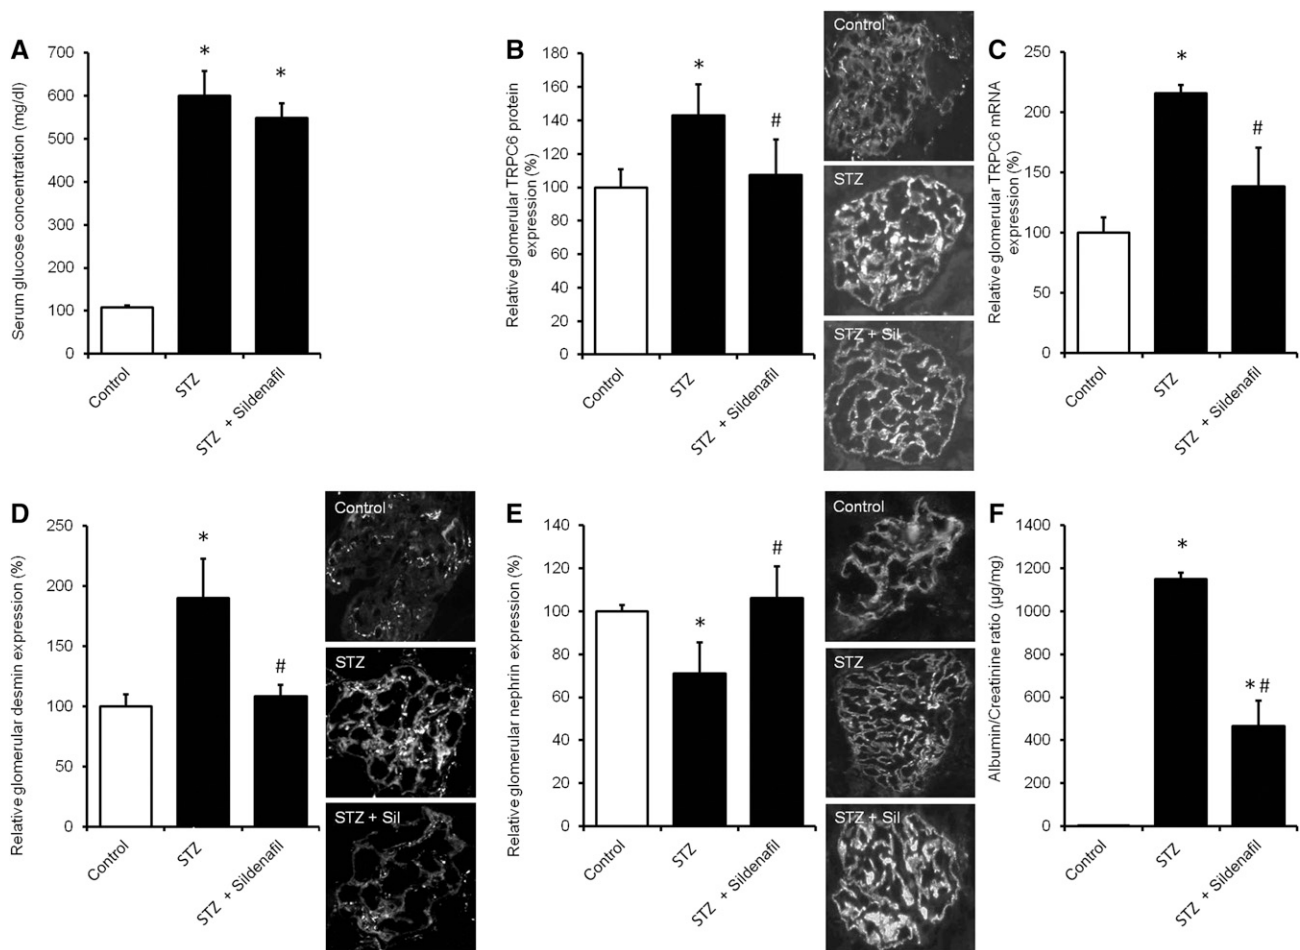 A
Serum glucose concentration (mg/dl)
700
600
500
400
300
200
100
0
*
*
Control
STZ
STZ + Sildenafil
B
Relative glomerular TRPC6 protein
expression (%)
180
160
140
120
100
80
60
40
20
0
*
#
Control
STZ
STZ + Sildenafil
Control
STZ
STZ + Sil
C
Relative glomerular TRPC6 mRNA
expression (%)
250
200
150
100
50
0
*
#
Control
STZ
STZ + Sildenafil
D
Relative glomerular desmin expression (%)
250
200
150
100
50
0
*
#
Control
STZ
STZ + Sildenafil
Control
STZ
STZ + Sil
E
Relative glomerular nephrin expression (%)
140
120
100
80
60
40
20
0
*
#
Control
STZ
STZ + Sildenafil
Control
STZ
STZ + Sil
F
Albumin/Creatinine ratio (µg/mg)
1400
1200
1000
800
600
400
200
0
*
* #
Control
STZ
STZ + Sildenafil